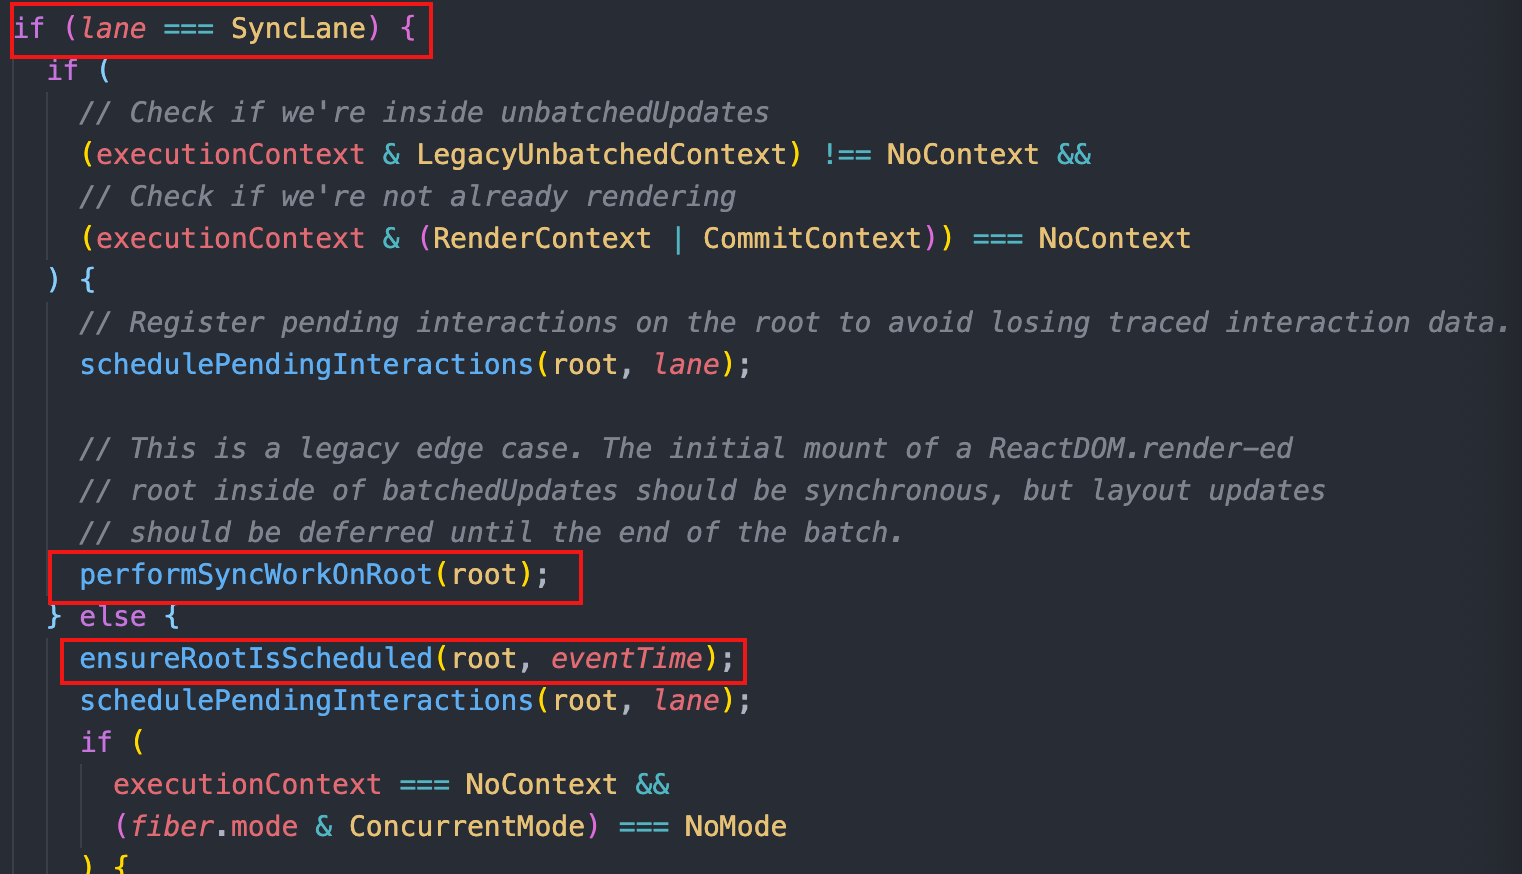 if (lane === SyncLane) {
if (
// Check if we're inside unbatchedUpdates
(executionContext & LegacyUnbatchedContext) !== NoContext &&
// Check if we're not already rendering
(executionContext & (RenderContext | CommitContext)) === NoContext
) {
// Register pending interactions on the root to avoid losing traced interaction data.
schedulePendingInteractions(root, lane);
// This is a legacy edge case. The initial mount of a ReactDOM.render-ed
// root inside of batchedUpdates should be synchronous, but layout updates
// should be deferred until the end of the batch.
performSyncWorkOnRoot(root);
} else {
ensureRootIsScheduled(root, eventTime);
schedulePendingInteractions(root, lane);
if (
executionContext === NoContext &&
(fiber.mode & ConcurrentMode) === NoMode
) {